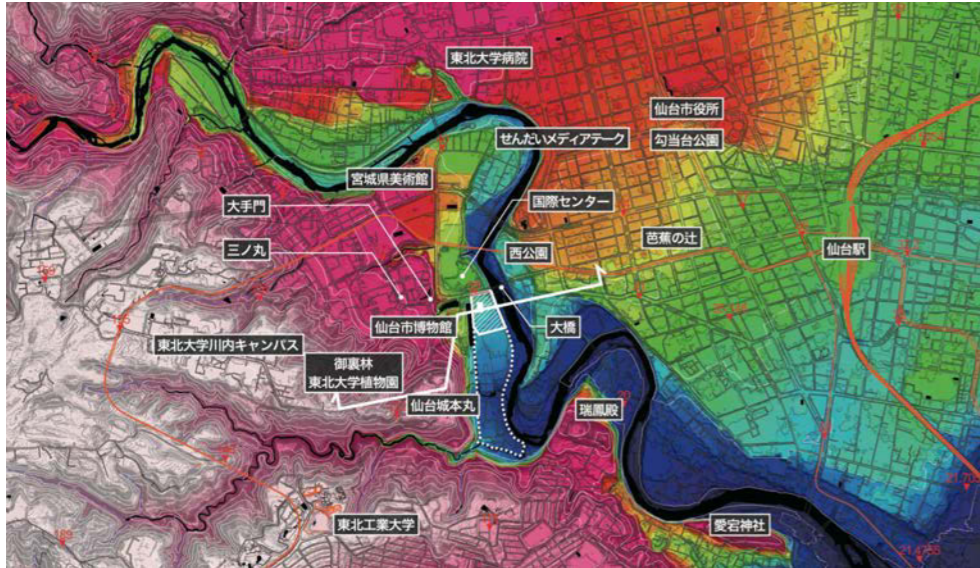 東北大学病院
仙台市役所
せんだいメディアテーク
勾当台公園
宮城県美術館
大手門
国際センター
三ノ丸
西公園
芭蕉の辻
仙台駅
仙台市博物館
大橋
東北大学川内キャンパス
御裏林
東北大学植物園
仙台城本丸
瑞鳳殿
東北工業大学
愛宕神社